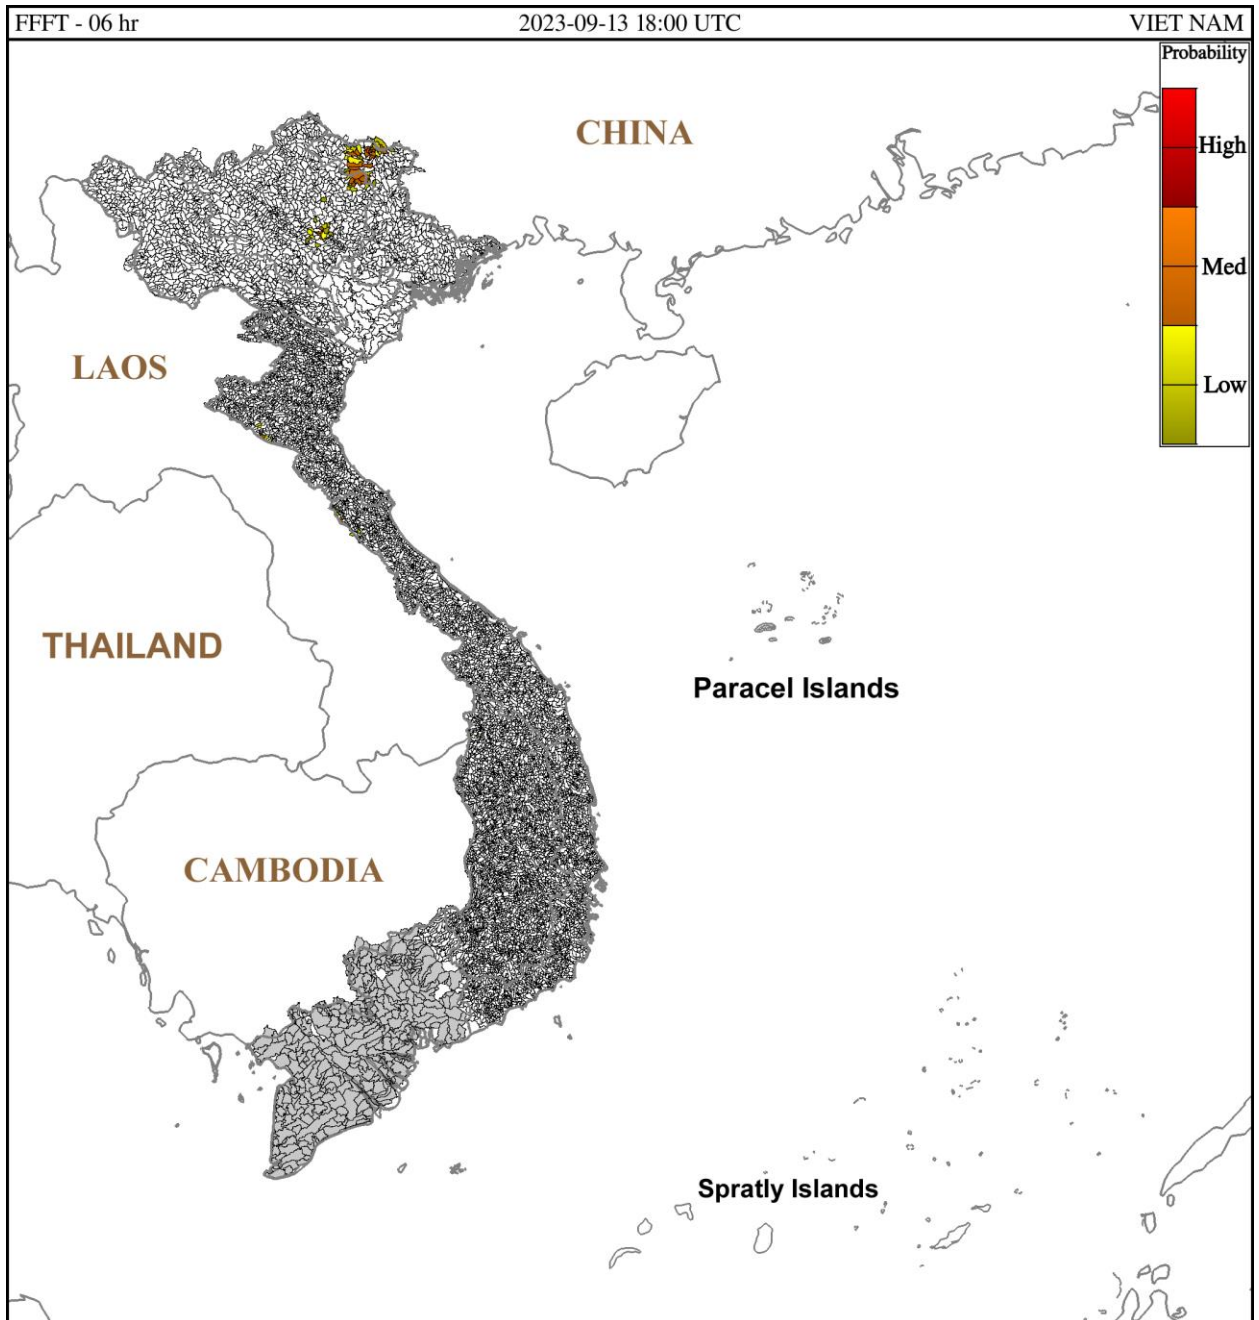 FFFT - 06 hr
2023-09-13 18:00 UTC
VIET NAM
Probability
High
Med
Low
CHINA
LAOS
THAILAND
Paracel Islands
CAMBODIA
Spratly Islands